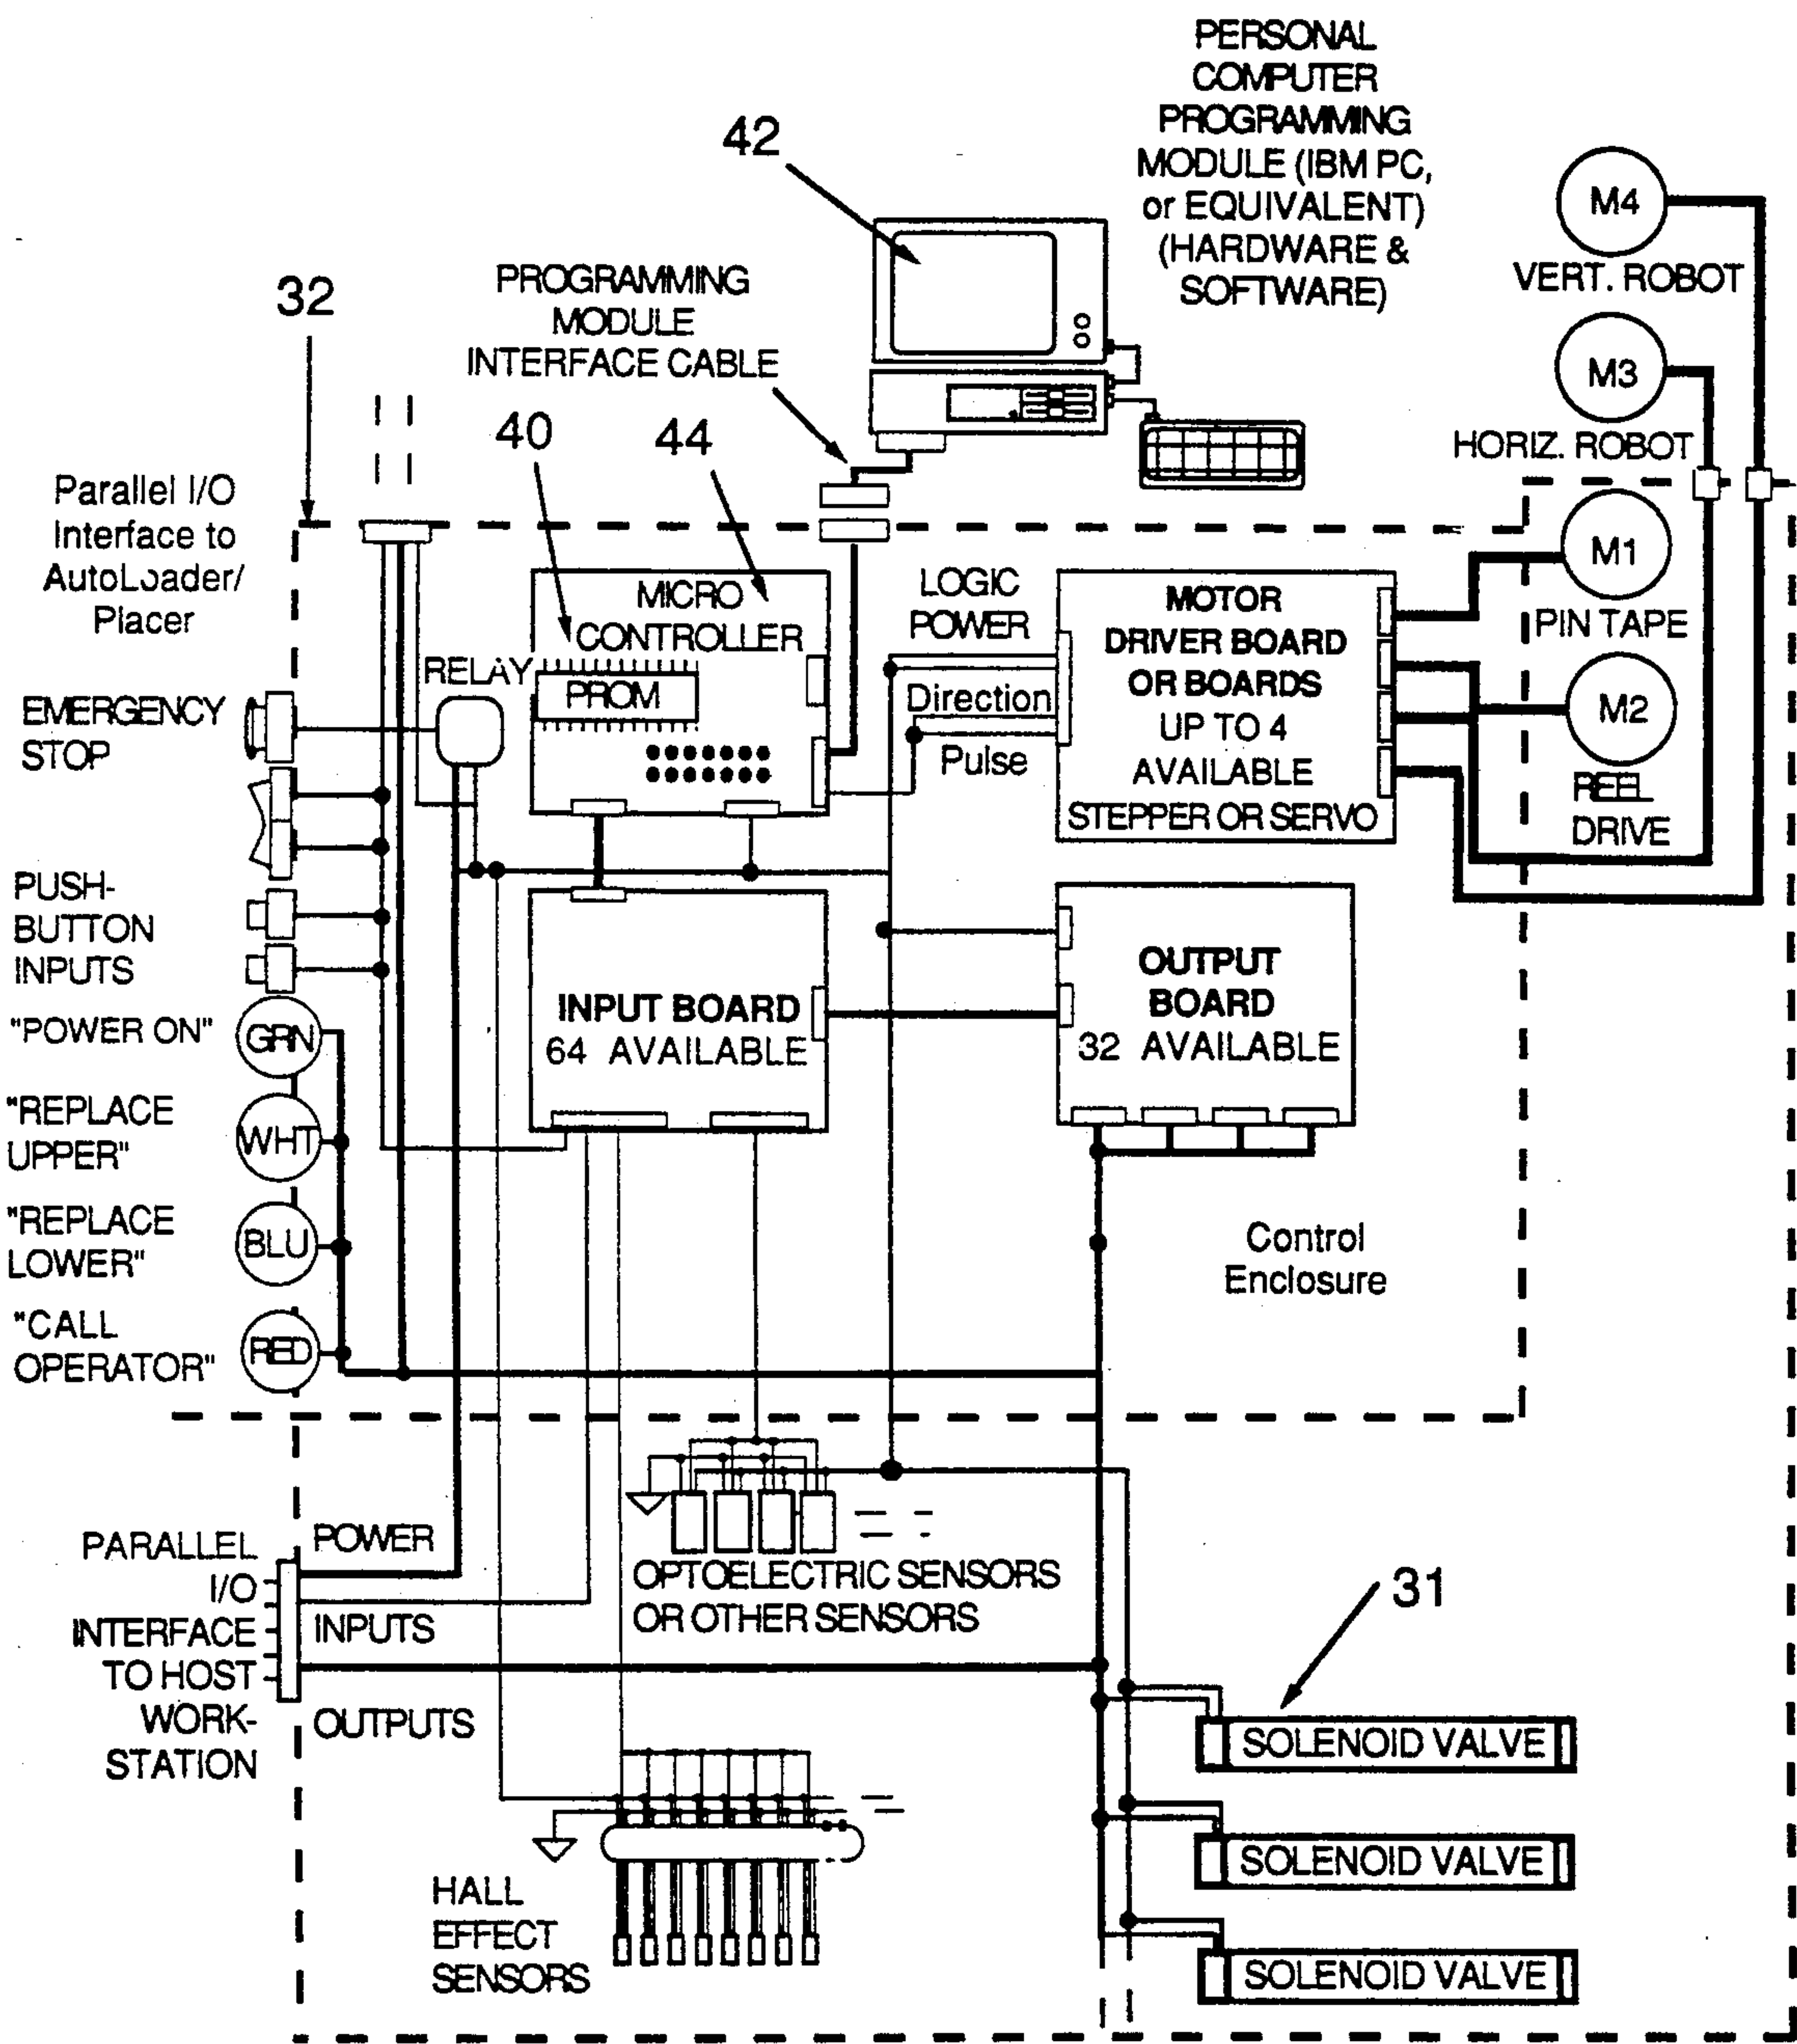 PERSONAL
COMPUTER
PROGRAMMING
MODULE (IBM PC,
or EQUIVALENT)
(HARDWARE &
SOFTWARE)
42
M4
VERT. ROBOT
32
PROGRAMMING
MODULE
INTERFACE CABLE
M3
HORIZ. ROBOT
40
44
Parallel I/O
Interface to
AutoLoader/
Placer
MICRO
CONTROLLER
PROM
RELAY
LOGIC
POWER
Direction
Pulse
MOTOR
DRIVER BOARD
OR BOARDS
UP TO 4
AVAILABLE
STEPPER OR SERVO
M1
PIN TAPE
M2
REEL
DRIVE
EMERGENCY
STOP
PUSH-
BUTTON
INPUTS
INPUT BOARD
64 AVAILABLE
OUTPUT
BOARD
32 AVAILABLE
"POWER ON"
GRN
"REPLACE
UPPER"
WHT
"REPLACE
LOWER"
BLU
"CALL
OPERATOR"
RED
Control
Enclosure
PARALLEL
I/O
INTERFACE
TO HOST
WORK-
STATION
POWER
INPUTS
OUTPUTS
OPTOELECTRIC SENSORS
OR OTHER SENSORS
31
SOLENOID VALVE
SOLENOID VALVE
SOLENOID VALVE
HALL
EFFECT
SENSORS